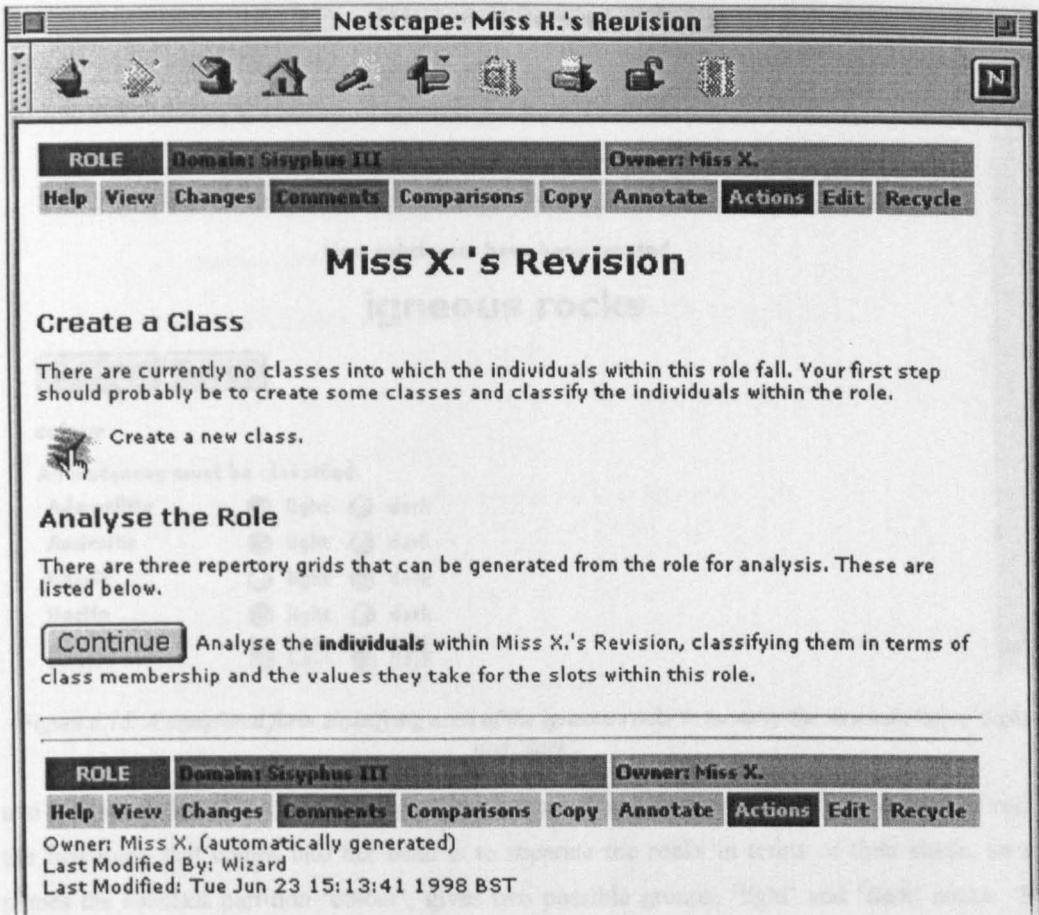 Netscape: Miss X.'s Revision
N
ROLE Domain: Sisyphus III Owner: Miss X.
Help View Changes Comments Comparisons Copy Annotate Actions Edit Recycle
Miss X.'s Revision
igneous rocks
Create a Class
There are currently no classes into which the individuals within this role fall. Your first step
should probably be to create some classes and classify the individuals within the role.
Create a new class.
Analyse the Role
There are three repertory grids that can be generated from the role for analysis. These are
listed below.
Continue Analyse the individuals within Miss X.'s Revision, classifying them in terms of
class membership and the values they take for the slots within this role.
ROLE Domain: Sisyphus III Owner: Miss X.
Help View Changes Comments Comparisons Copy Annotate Actions Edit Recycle
Owner: Miss X. (automatically generated)
Last Modified By: Wizard
Last Modified: Tue Jun 23 15:13:41 1998 BST